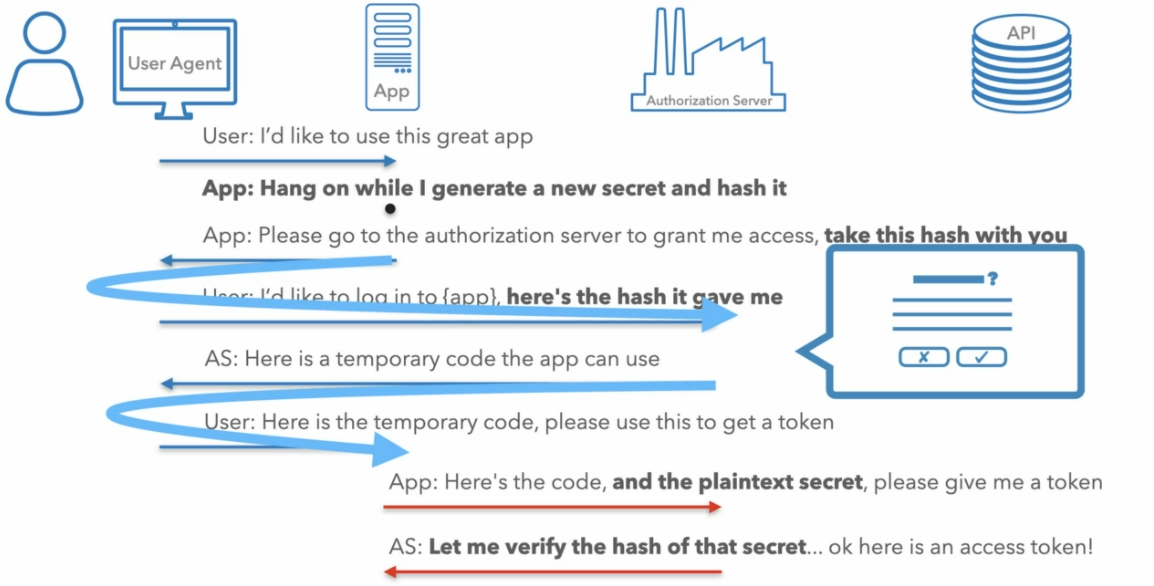 User Agent
App
Authorization Server
API
User: I’d like to use this great app
App: Hang on while I generate a new secret and hash it
App: Please go to the authorization server to grant me access, take this hash with you
User: I’d like to log in to {app}, here's the hash it gave me
?
✗ ✓
AS: Here is a temporary code the app can use
User: Here is the temporary code, please use this to get a token
App: Here's the code, and the plaintext secret, please give me a token
AS: Let me verify the hash of that secret... ok here is an access token!